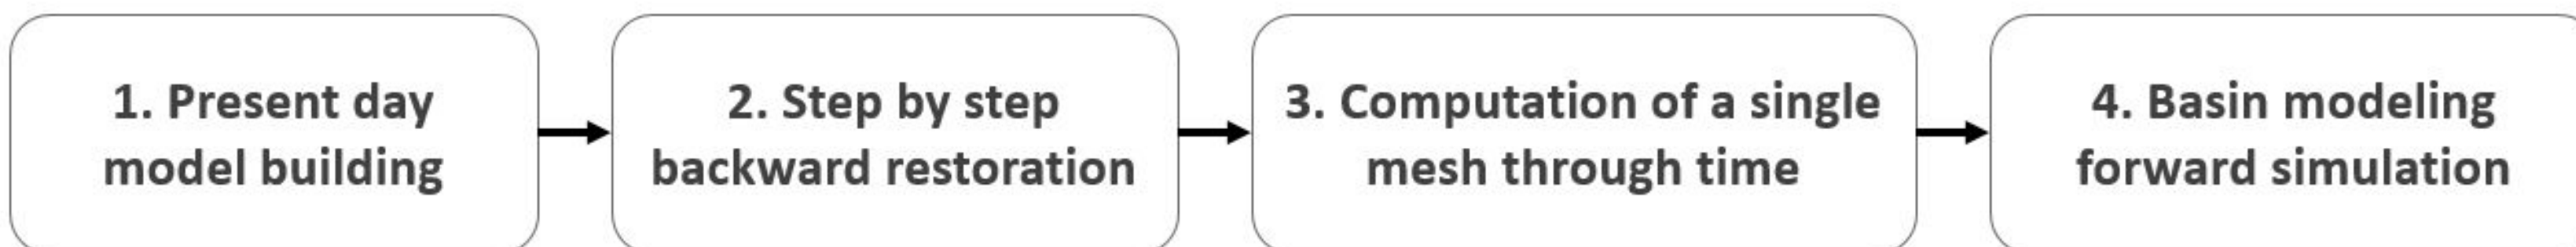 1. Present day
model building
2. Step by step
backward restoration
3. Computation of a single
mesh through time
4. Basin modeling
forward simulation